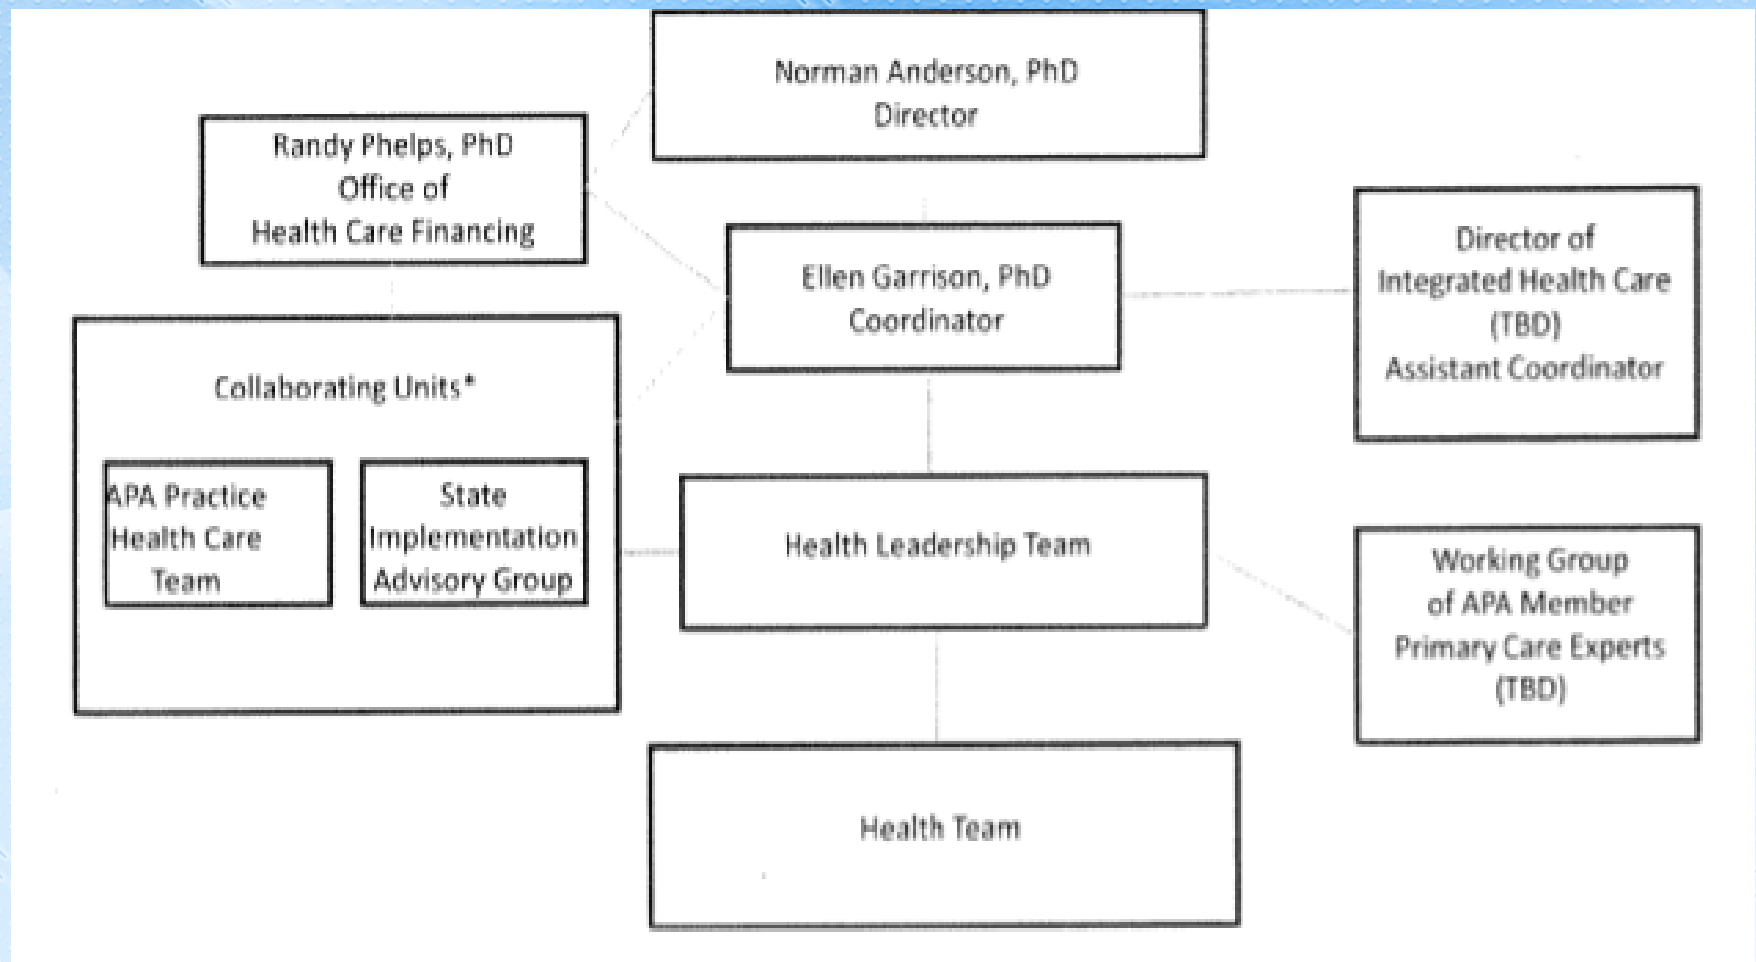 Norman Anderson, PhD
Director
Randy Phelps, PhD
Office of
Health Care Financing
Ellen Garrison, PhD
Coordinator
Director of
Integrated Health Care
(TBD)
Assistant Coordinator
Collaborating Units*
APA Practice
Health Care
Team
State
Implementation
Advisory Group
Health Leadership Team
Working Group
of APA Member
Primary Care Experts
(TBD)
Health Team